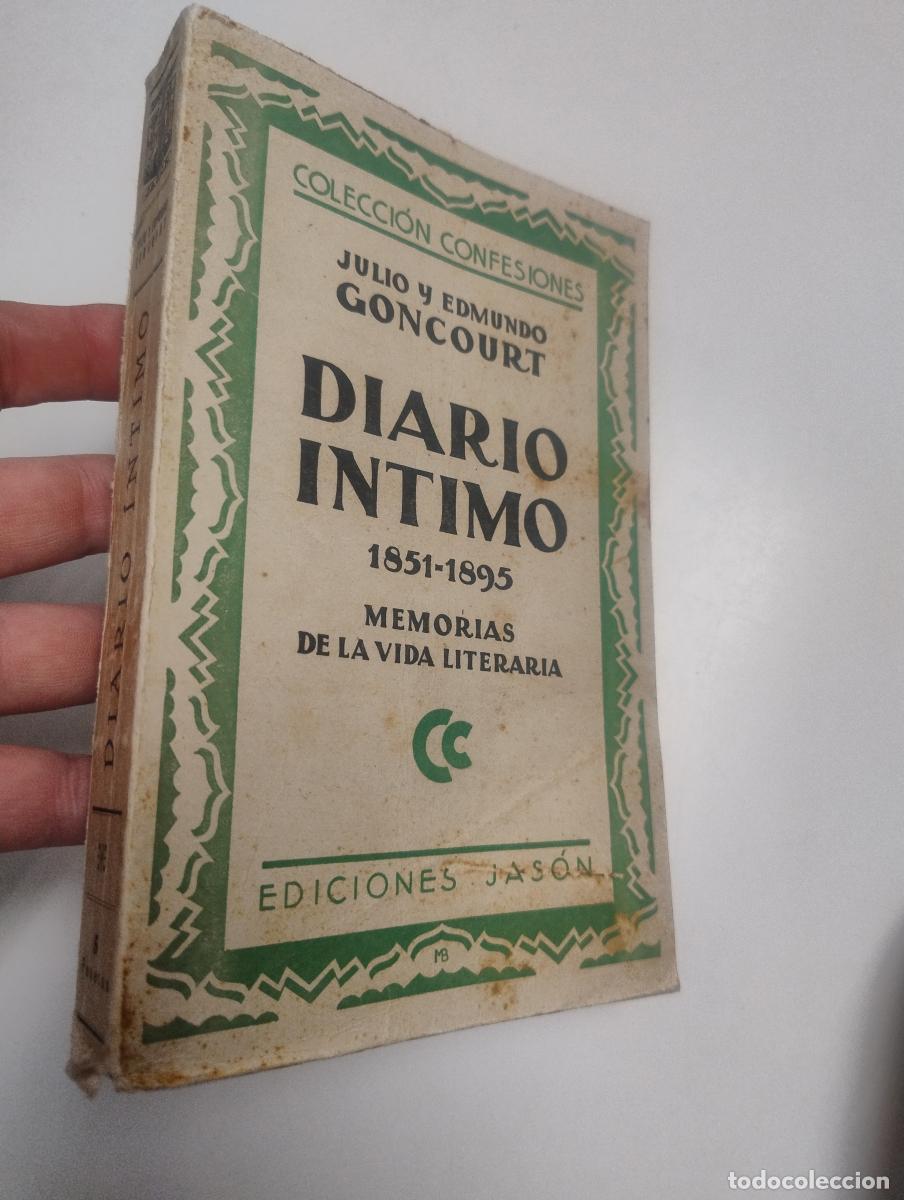 COLECCIÓN CONFESIONES
JULIO Y EDMUNDO
GONCOURT
DIARIO
INTIMO
1851-1895
MEMORIAS
DE LA VIDA LITERARIA
CC
EDICIONES JASÓN
MB
DIARIO INTIMO
5
todocoleccion